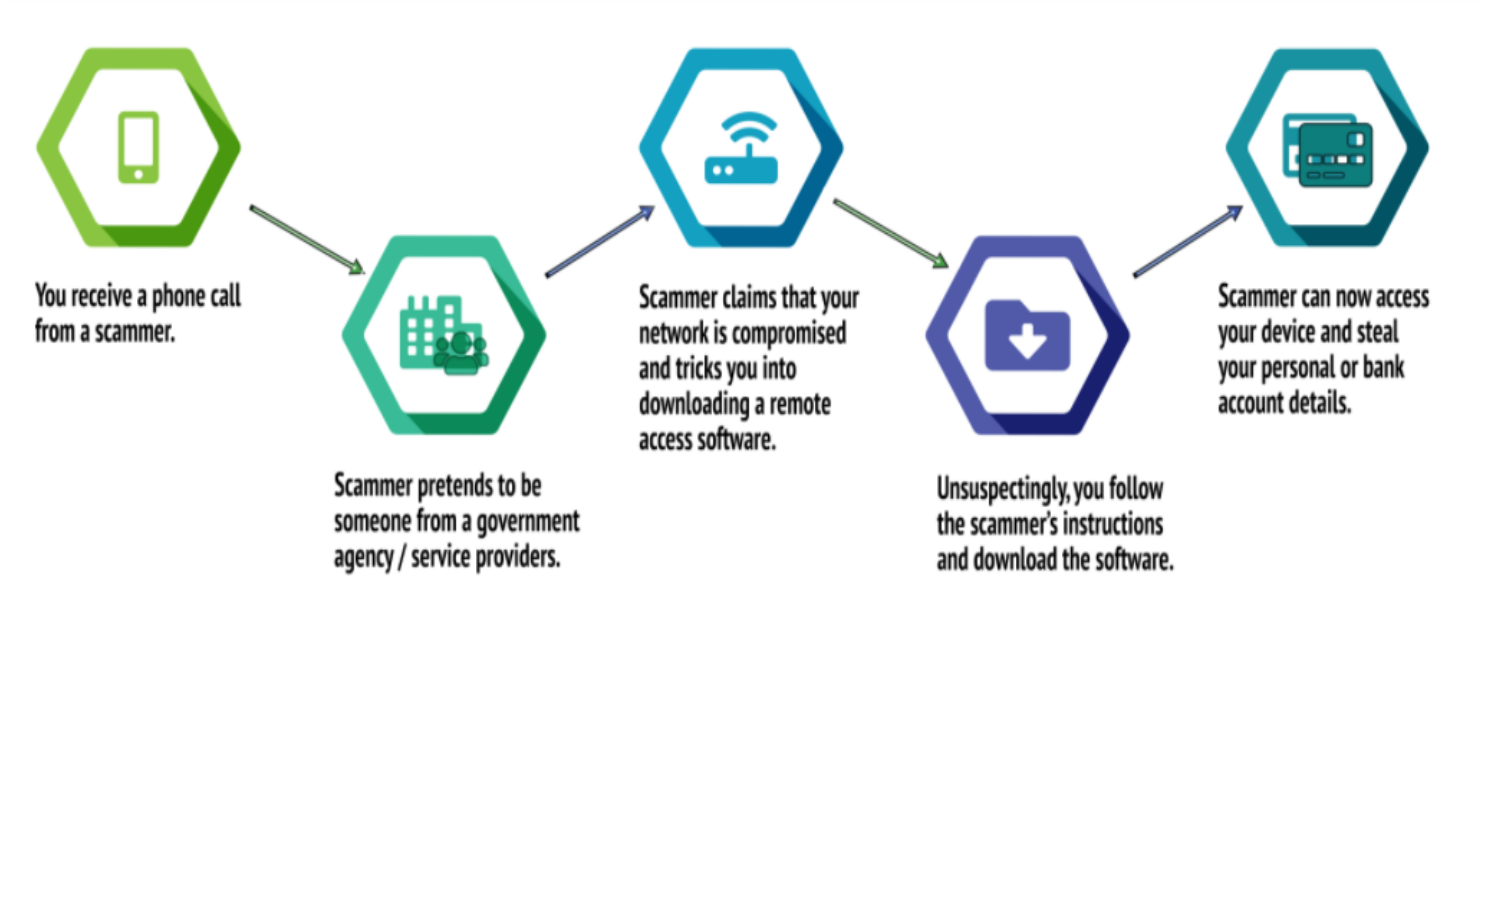 You receive a phone call
from a scammer.
Scammer pretends to be
someone from a government
agency / service providers.
Scammer claims that your
network is compromised
and tricks you into
downloading a remote
access software.
Unsuspectingly, you follow
the scammer's instructions
and download the software.
Scammer can now access
your device and steal
your personal or bank
account details.